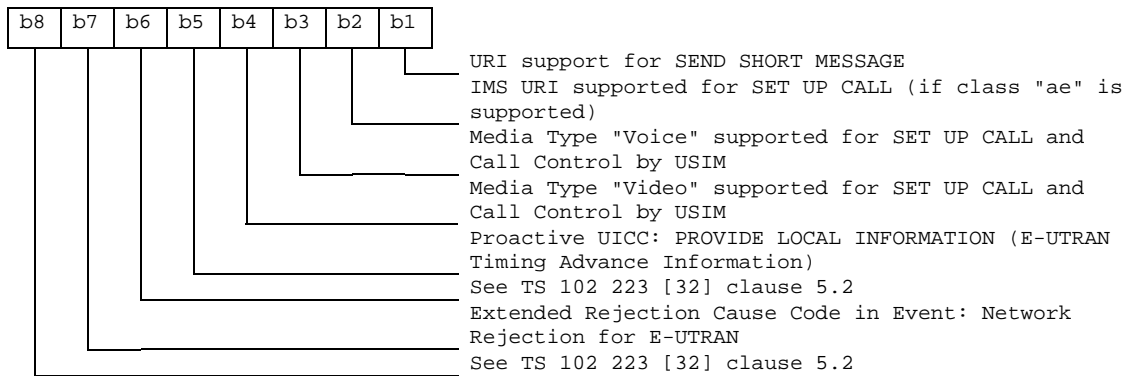 b8 b7 b6 b5 b4 b3 b2 b1
URI support for SEND SHORT MESSAGE
IMS URI supported for SET UP CALL (if class "ae" is
supported)
Media Type "Voice" supported for SET UP CALL and
Call Control by USIM
Media Type "Video" supported for SET UP CALL and
Call Control by USIM
Proactive UICC: PROVIDE LOCAL INFORMATION (E-UTRAN
Timing Advance Information)
See TS 102 223 [32] clause 5.2
Extended Rejection Cause Code in Event: Network
Rejection for E-UTRAN
See TS 102 223 [32] clause 5.2